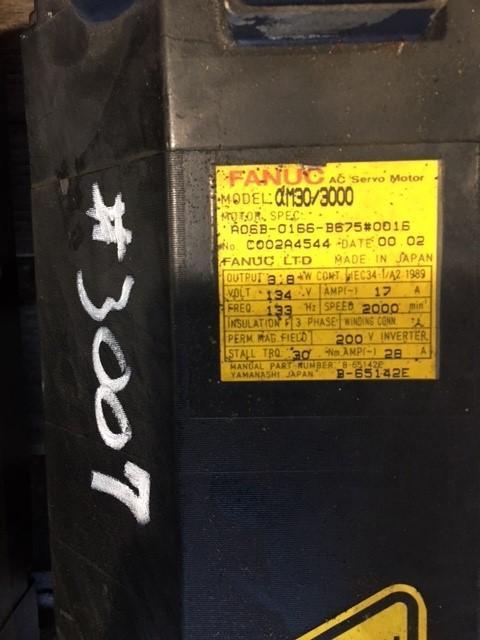 FANUC AC Servo Motor
MODEL αM30/3000
MOTOR SPEC.
A06B-0166-B675#0016
No. C002A4544 DATE 00.02
FANUC LTD MADE IN JAPAN
OUTPUT 3.8 kW CONT. IEC34-1/A2 1989
VOLT 134 V AMP(~) 17 A
FREQ. 133 Hz SPEED 2000 min
INSULATION F 3 PHASE WINDING CONN
PERM MAG. FIELD 200 V INVERTER
STALL TRQ. 30 Nm AMP(~) 28 A
MANUAL PART NUMBER B-65142E
YAMANASHI JAPAN B-65142E
#3007